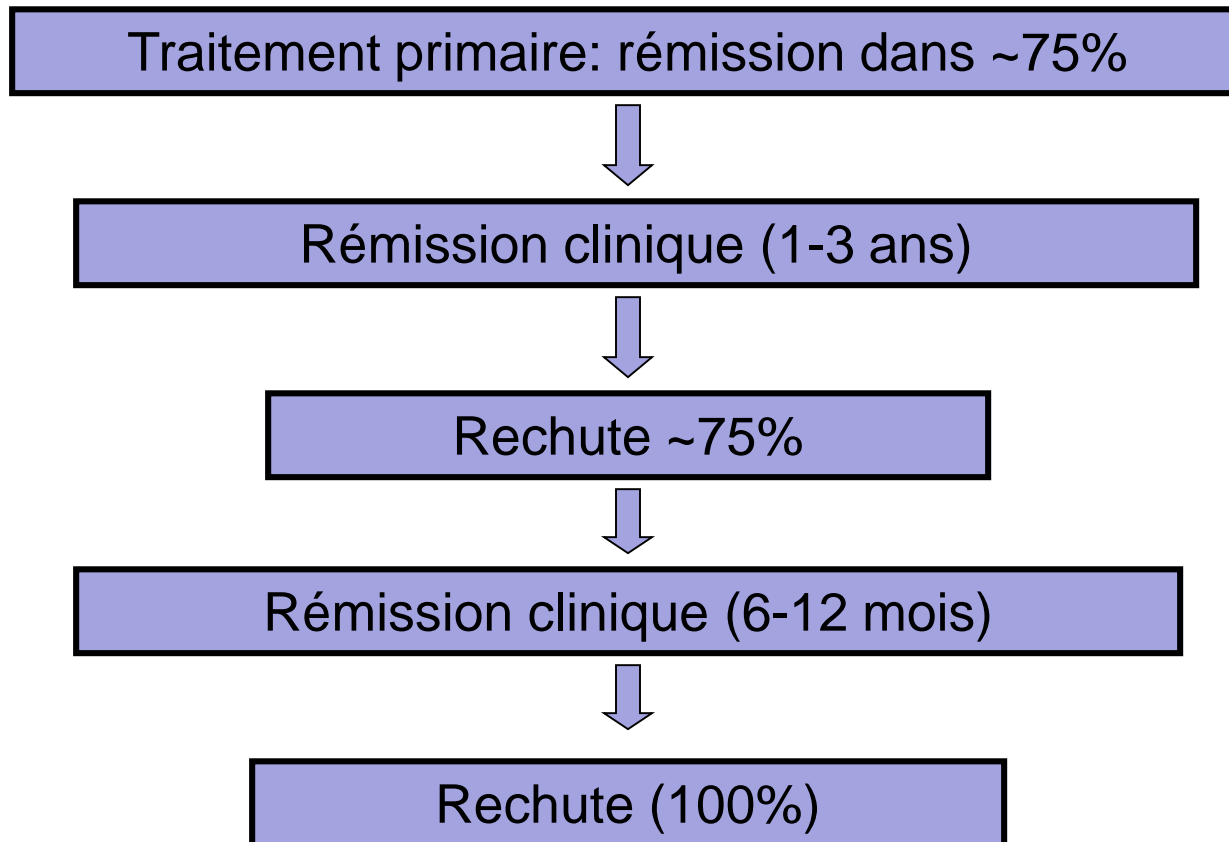 Traitement primaire: rémission dans ~75%
Rémission clinique (1-3 ans)
Rechute ~75%
Rémission clinique (6-12 mois)
Rechute (100%)